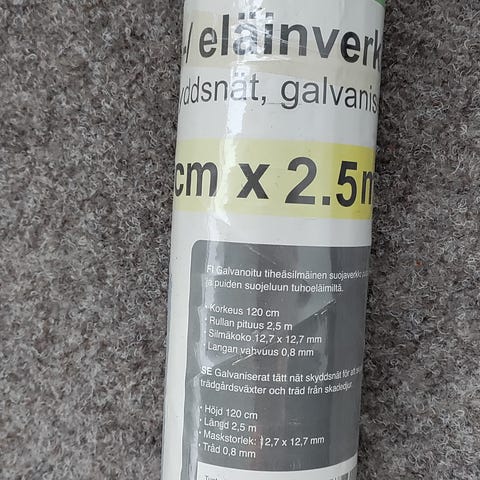 -/ eläinverk
yddsnät, galvanis
cm x 2.5m
FI Galvanoitu tiheäsilmäinen suojaverkko
ja puiden suojeluun tuhoeläimiltä.
· Korkeus 120 cm
· Rullan pituus 2,5 m
· Silmäkoko 12,7 x 12,7 mm
· Langan vahvuus 0,8 mm
SE Galvaniserat tätt nät skyddsnät för att
trädgårdsväxter och träd från skadedjur.
· Höjd 120 cm
· Längd 2,5 m
· Maskstorlek: 12,7 x 12,7 mm
· Tråd 0,8 mm